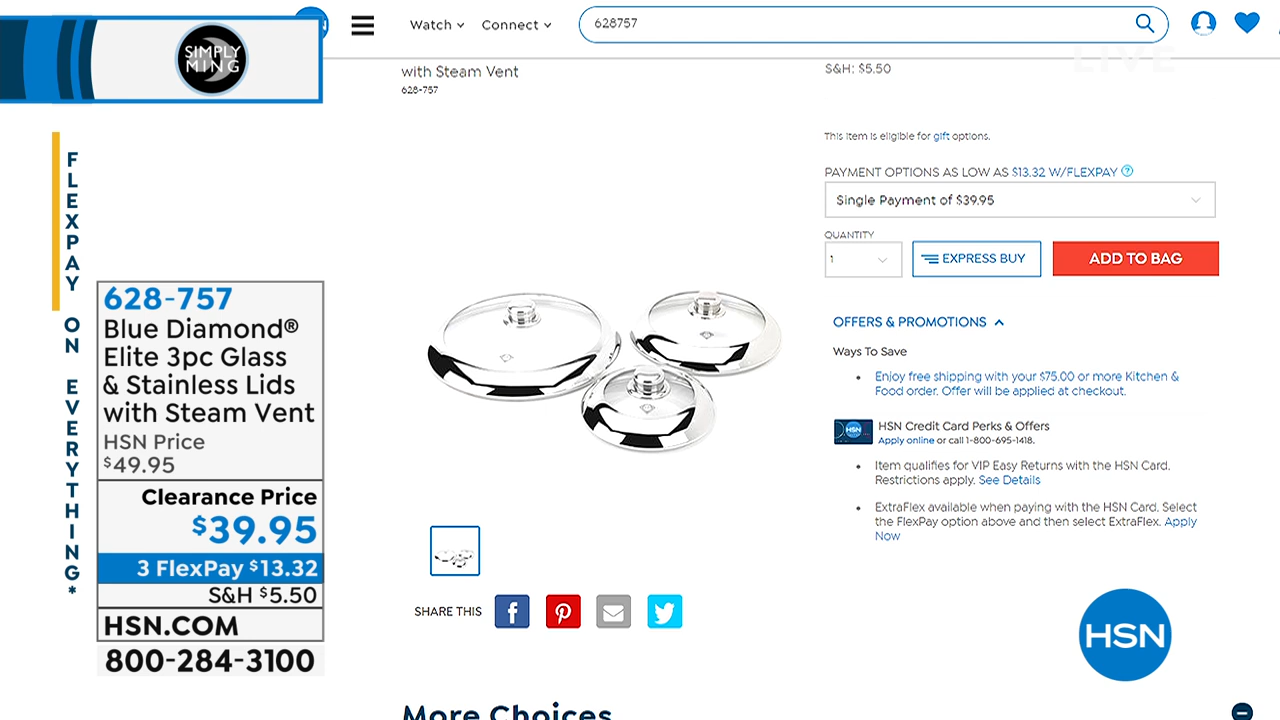 SIMPLY
MING
HSN
Watch
Connect
628757
LIVE
with Steam Vent
628-757
S&H: $5.50
This item is eligible for gift options.
PAYMENT OPTIONS AS LOW AS $13.32 W/FLEXPAY ?
Single Payment of $39.95
QUANTITY
1
EXPRESS BUY
ADD TO BAG
OFFERS & PROMOTIONS
Ways To Save
• Enjoy free shipping with your $75.00 or more Kitchen &
Food order. Offer will be applied at checkout.
HSN
HSN Credit Card Perks & Offers
Apply online or call 1-800-695-1418.
• Item qualifies for VIP Easy Returns with the HSN Card.
Restrictions apply. See Details
• ExtraFlex available when paying with the HSN Card. Select
the FlexPay option above and then select ExtraFlex. Apply
Now
FLEXPAY ON EVERYTHING*
628-757
Blue Diamond®
Elite 3pc Glass
& Stainless Lids
with Steam Vent
HSN Price
$49.95
Clearance Price
$39.95
3 FlexPay $13.32
S&H $5.50
HSN.COM
800-284-3100
SHARE THIS
HSN
More Choices